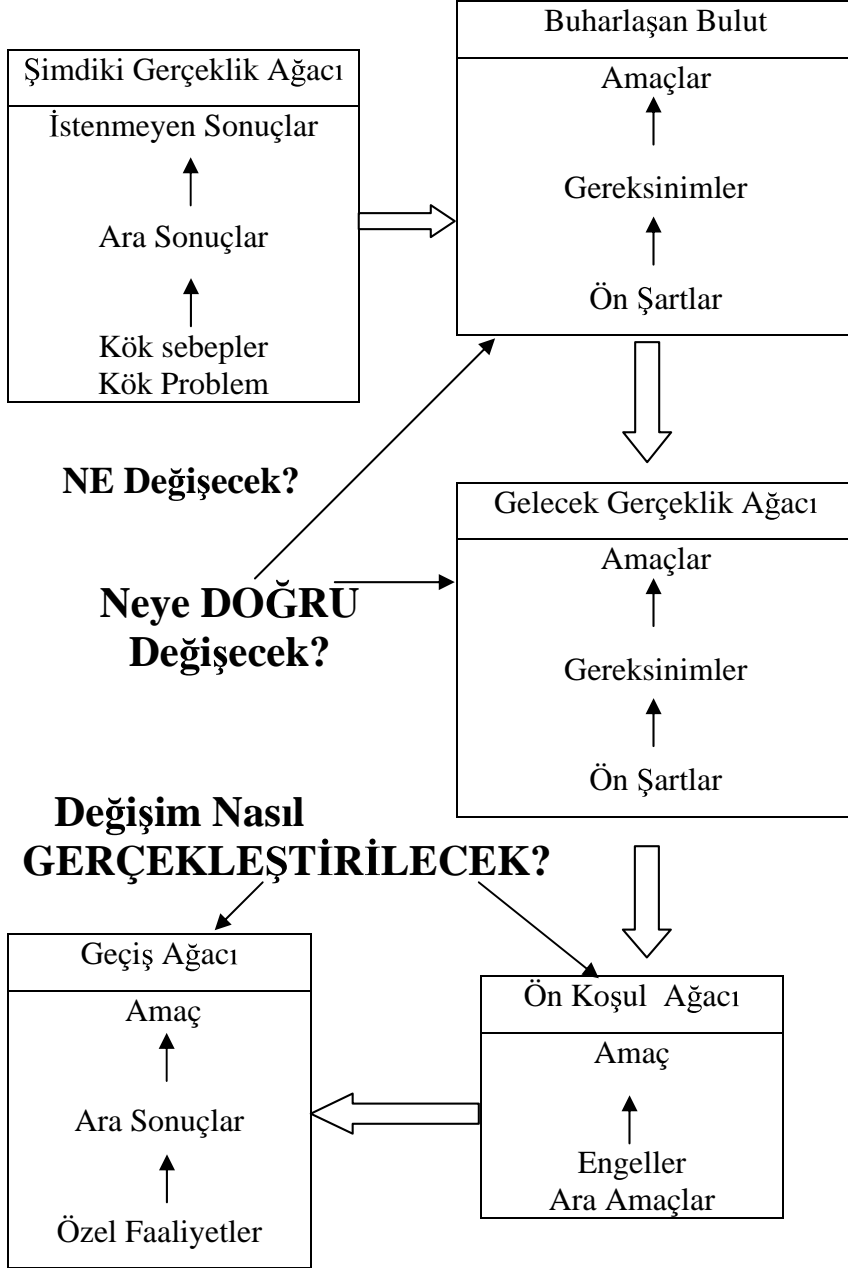 Şimdiki Gerçeklik Ağacı
İstenmeyen Sonuçlar
Ara Sonuçlar
Kök sebepler
Kök Problem
Buharlaşan Bulut
Amaçlar
Gereksinimler
Ön Şartlar
NE Değişecek?
Neye DOĞRU
Değişecek?
Gelecek Gerçeklik Ağacı
Amaçlar
Gereksinimler
Ön Şartlar
Değişim Nasıl
GERÇEKLEŞTİRİLECEK?
Ön Koşul Ağacı
Amaç
Engeller
Ara Amaçlar
Geçiş Ağacı
Amaç
Ara Sonuçlar
Özel Faaliyetler